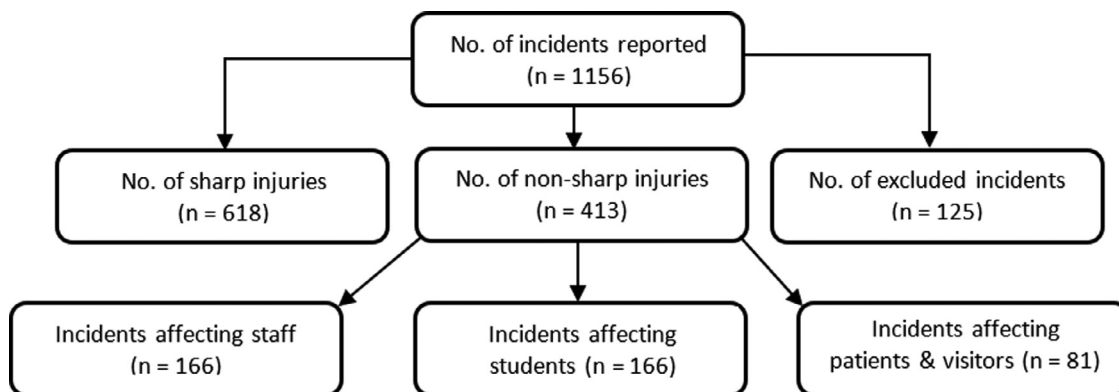 No. of incidents reported
(n = 1156)
No. of sharp injuries
(n = 618)
No. of non-sharp injuries
(n = 413)
No. of excluded incidents
(n = 125)
Incidents affecting staff
(n = 166)
Incidents affecting
students (n = 166)
Incidents affecting
patients & visitors (n = 81)